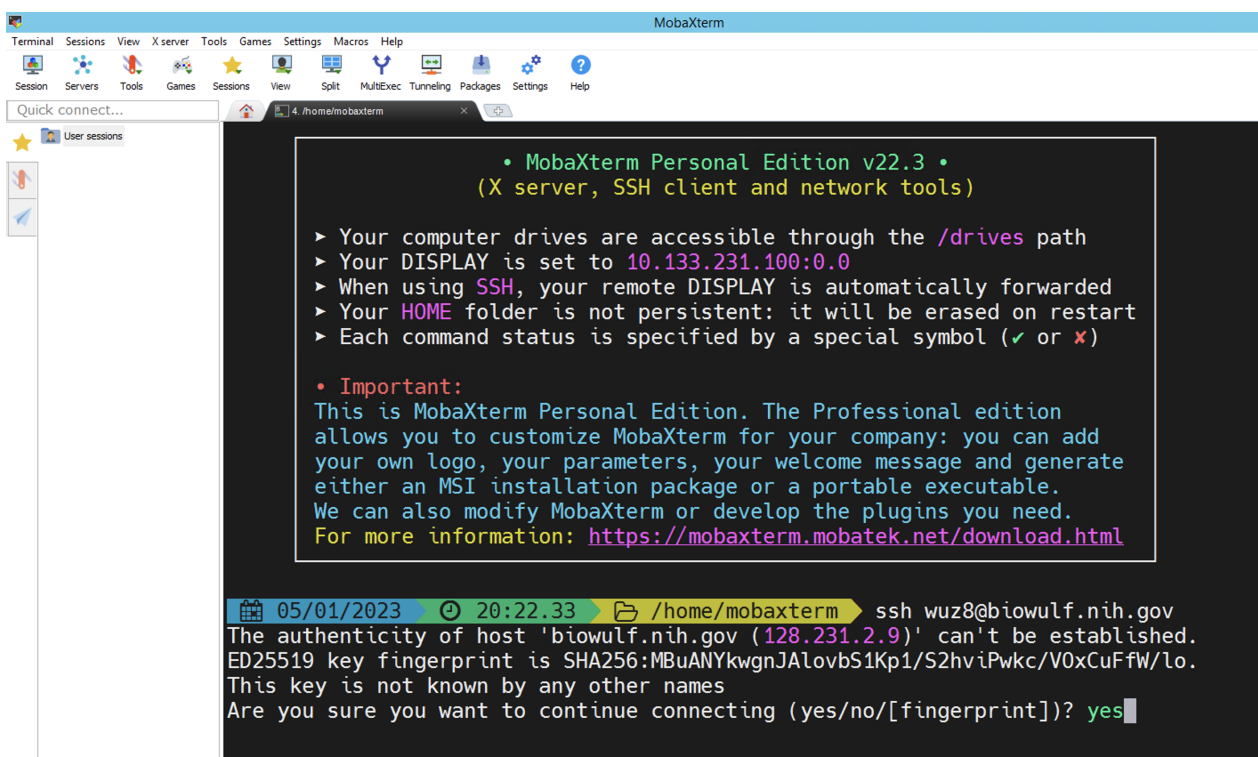 MobaXterm
Terminal Sessions View X server Tools Games Settings Macros Help
Session Servers Tools Games Sessions View Split MultiExec Tunneling Packages Settings Help
Quick connect...
4. /home/mobaxterm
User sessions
• MobaXterm Personal Edition v22.3 •
(X server, SSH client and network tools)
➤ Your computer drives are accessible through the /drives path
➤ Your DISPLAY is set to 10.133.231.100:0.0
➤ When using SSH, your remote DISPLAY is automatically forwarded
➤ Your HOME folder is not persistent: it will be erased on restart
➤ Each command status is specified by a special symbol (✔ or ✘)
• Important:
This is MobaXterm Personal Edition. The Professional edition
allows you to customize MobaXterm for your company: you can add
your own logo, your parameters, your welcome message and generate
either an MSI installation package or a portable executable.
We can also modify MobaXterm or develop the plugins you need.
For more information: https://mobaxterm.mobatek.net/download.html
05/01/2023 20:22.33 /home/mobaxterm ssh wuz8@biowulf.nih.gov
The authenticity of host 'biowulf.nih.gov (128.231.2.9)' can't be established.
ED25519 key fingerprint is SHA256:MBuANYkwgnJAlovbS1Kp1/S2hviPwkc/VOxCuFfW/lo.
This key is not known by any other names
Are you sure you want to continue connecting (yes/no/[fingerprint])? yes